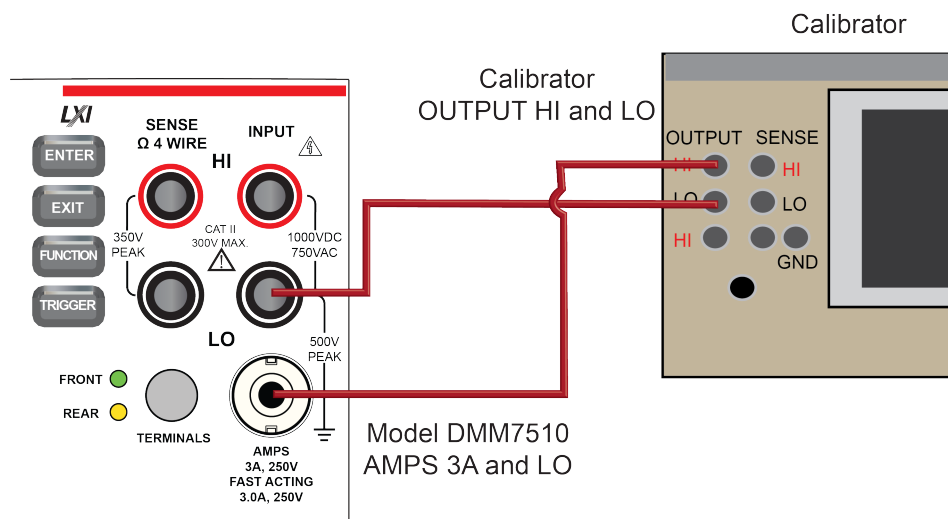 Calibrator
Calibrator
OUTPUT HI and LO
LXI
SENSE
Ω 4 WIRE
INPUT
HI
ENTER
EXIT
FUNCTION
TRIGGER
350V
PEAK
CAT II
300V MAX.
1000VDC
750VAC
LO
500V
PEAK
FRONT
REAR
TERMINALS
AMPS
3A, 250V
FAST ACTING
3.0A, 250V
Model DMM7510
AMPS 3A and LO
OUTPUT SENSE
HI HI
LO LO
HI
GND